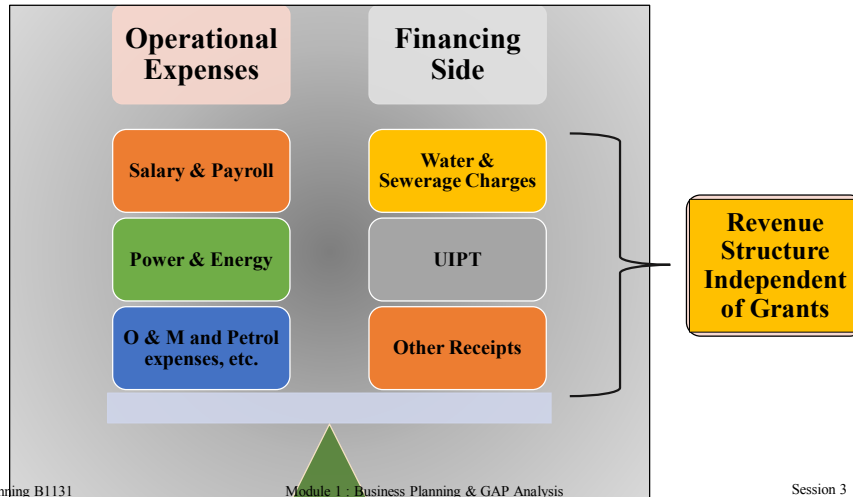 Operational
Expenses
Financing
Side
Salary & Payroll
Water &
Sewerage Charges
Power & Energy
UIPT
O & M and Petrol
expenses, etc.
Other Receipts
Revenue
Structure
Independent
of Grants
B1131
Module 1 : Business Planning & GAP Analysis
Session 3